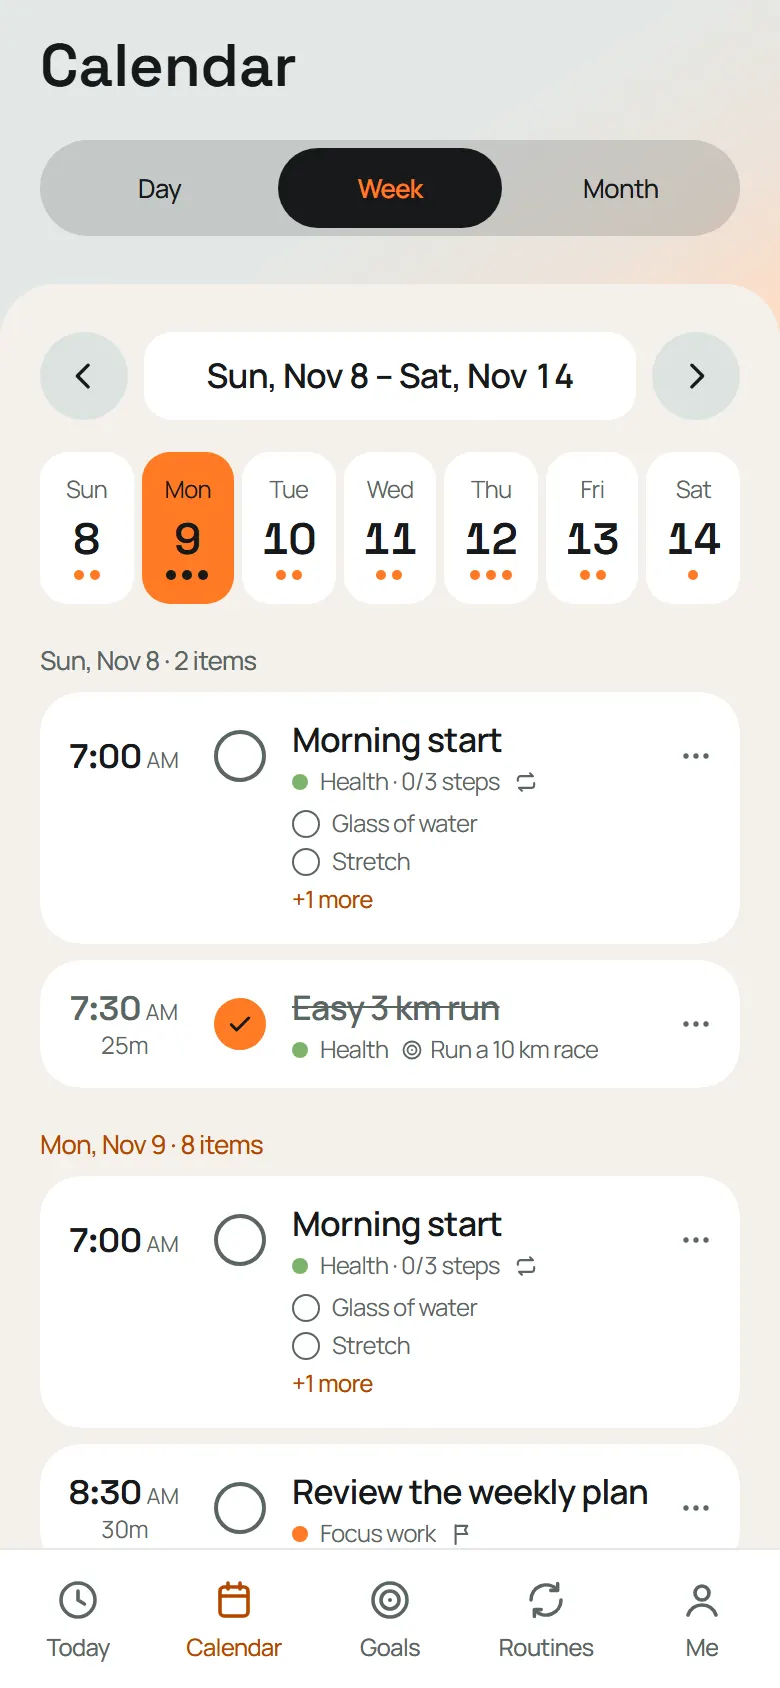 Calendar
Day Week Month
Sun, Nov 8 – Sat, Nov 14
Sun Mon Tue Wed Thu Fri Sat
8 9 10 11 12 13 14
Sun, Nov 8 · 2 items
7:00 AM Morning start
Health · 0/3 steps
Glass of water
Stretch
+1 more
7:30 AM Easy 3 km run
25m Health Run a 10 km race
Mon, Nov 9 · 8 items
7:00 AM Morning start
Health · 0/3 steps
Glass of water
Stretch
+1 more
8:30 AM Review the weekly plan
30m Focus work
Today Calendar Goals Routines Me